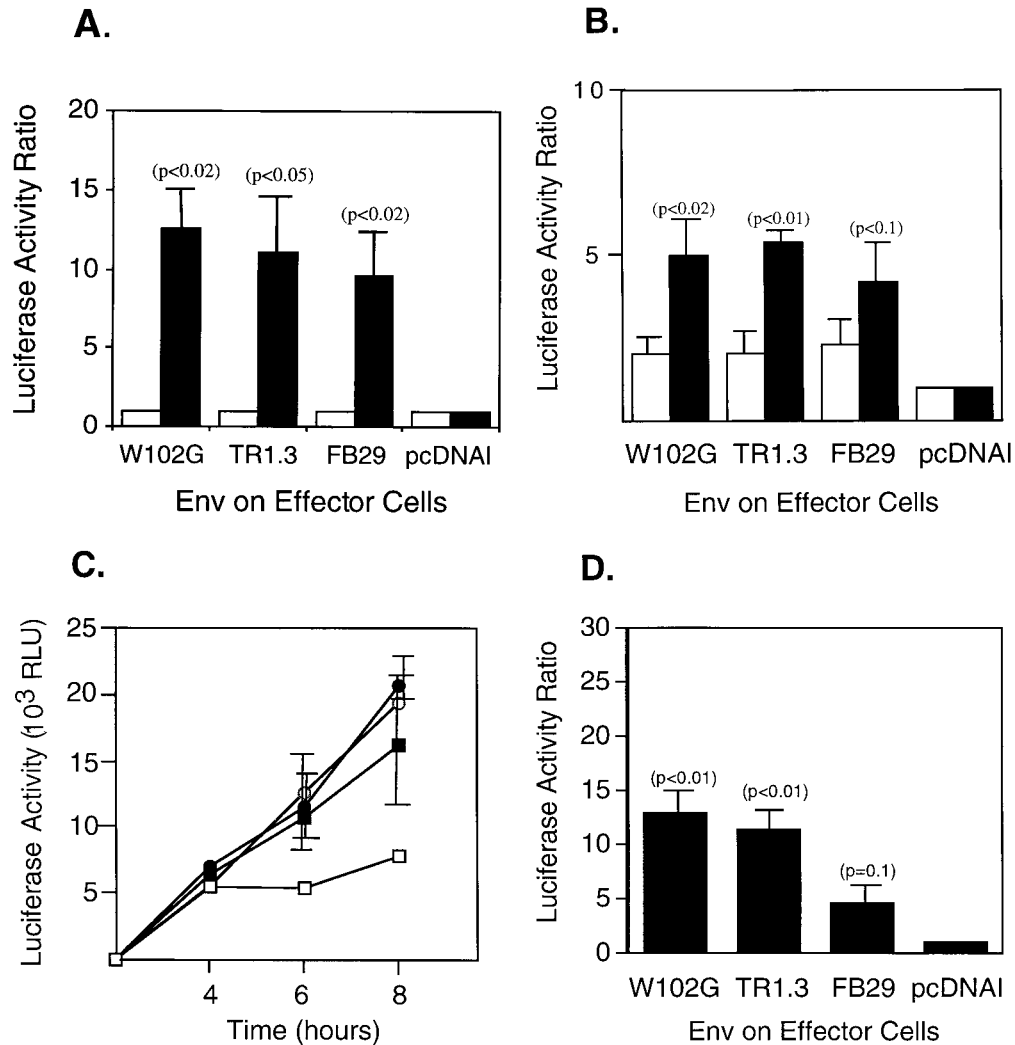 A.
Luciferase Activity Ratio
20
15
10
5
0
(p<0.02)
(p<0.05)
(p<0.02)
W102G TR1.3 FB29 pcDNAI
Env on Effector Cells
B.
Luciferase Activity Ratio
10
5
(p<0.02)
(p<0.01)
(p<0.1)
W102G TR1.3 FB29 pcDNAI
Env on Effector Cells
C.
Luciferase Activity (10³ RLU)
25
20
15
10
5
4 6 8
Time (hours)
D.
Luciferase Activity Ratio
30
25
20
15
10
5
0
(p<0.01)
(p<0.01)
(p=0.1)
W102G TR1.3 FB29 pcDNAI
Env on Effector Cells